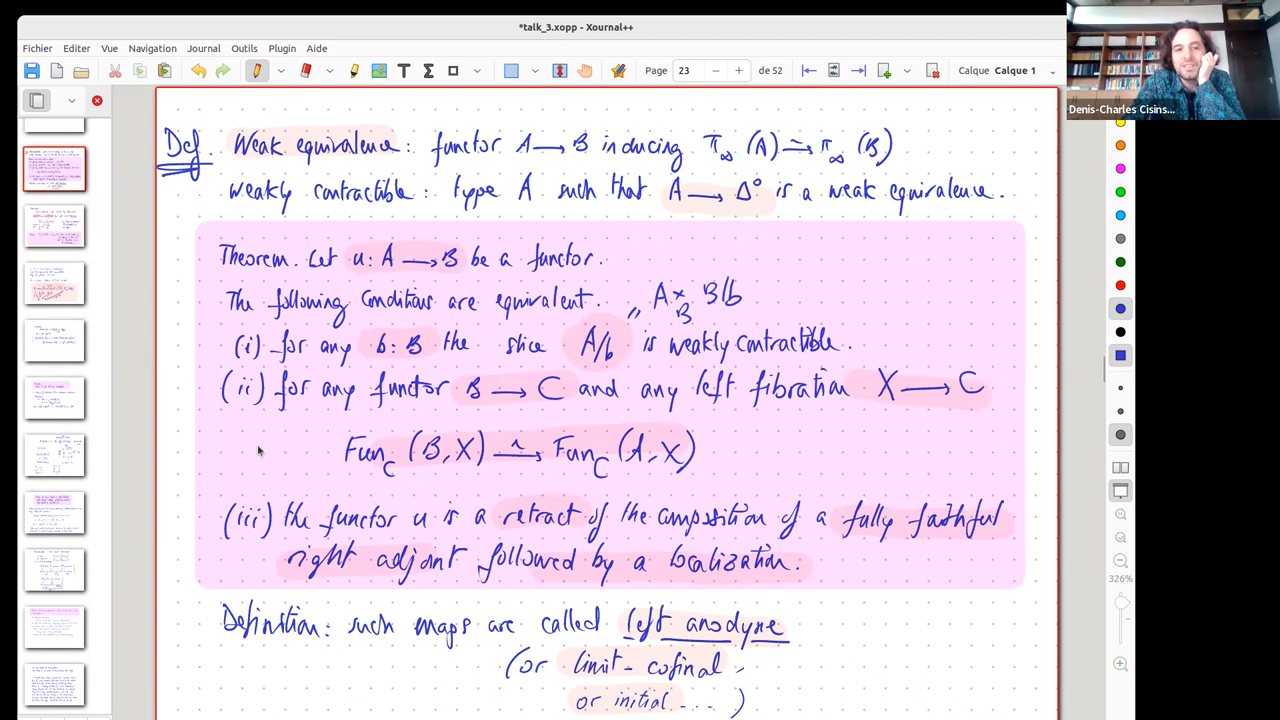 *talk_3.xopp - Xournal++
Fichier Editer Vue Navigation Journal Outils Plugin Aide
Page 23 de 52 Calque Calque 1
Denis-Charles Cisins...
Def. Weak equivalence: functor A → B inducing π∞(A) ⥲ π∞(B)
Weakly contractible: type A such that A → Δ⁰ is a weak equivalence.
Theorem. Let u: A → B be a functor.
The following conditions are equivalent. " A ×_B B/b
(i) for any b: B the slice A/b is weakly contractible.
(ii) for any functor B → C and any left fibration X → C
Fun_C (B, X) ⥲ Fun_C (A, X)
(iii) the functor u is a retract of the composition of a fully faithful
right adjoint followed by a localization.
Definition: such maps are called left anodyne
(or limit-cofinal
or initial....)
326%